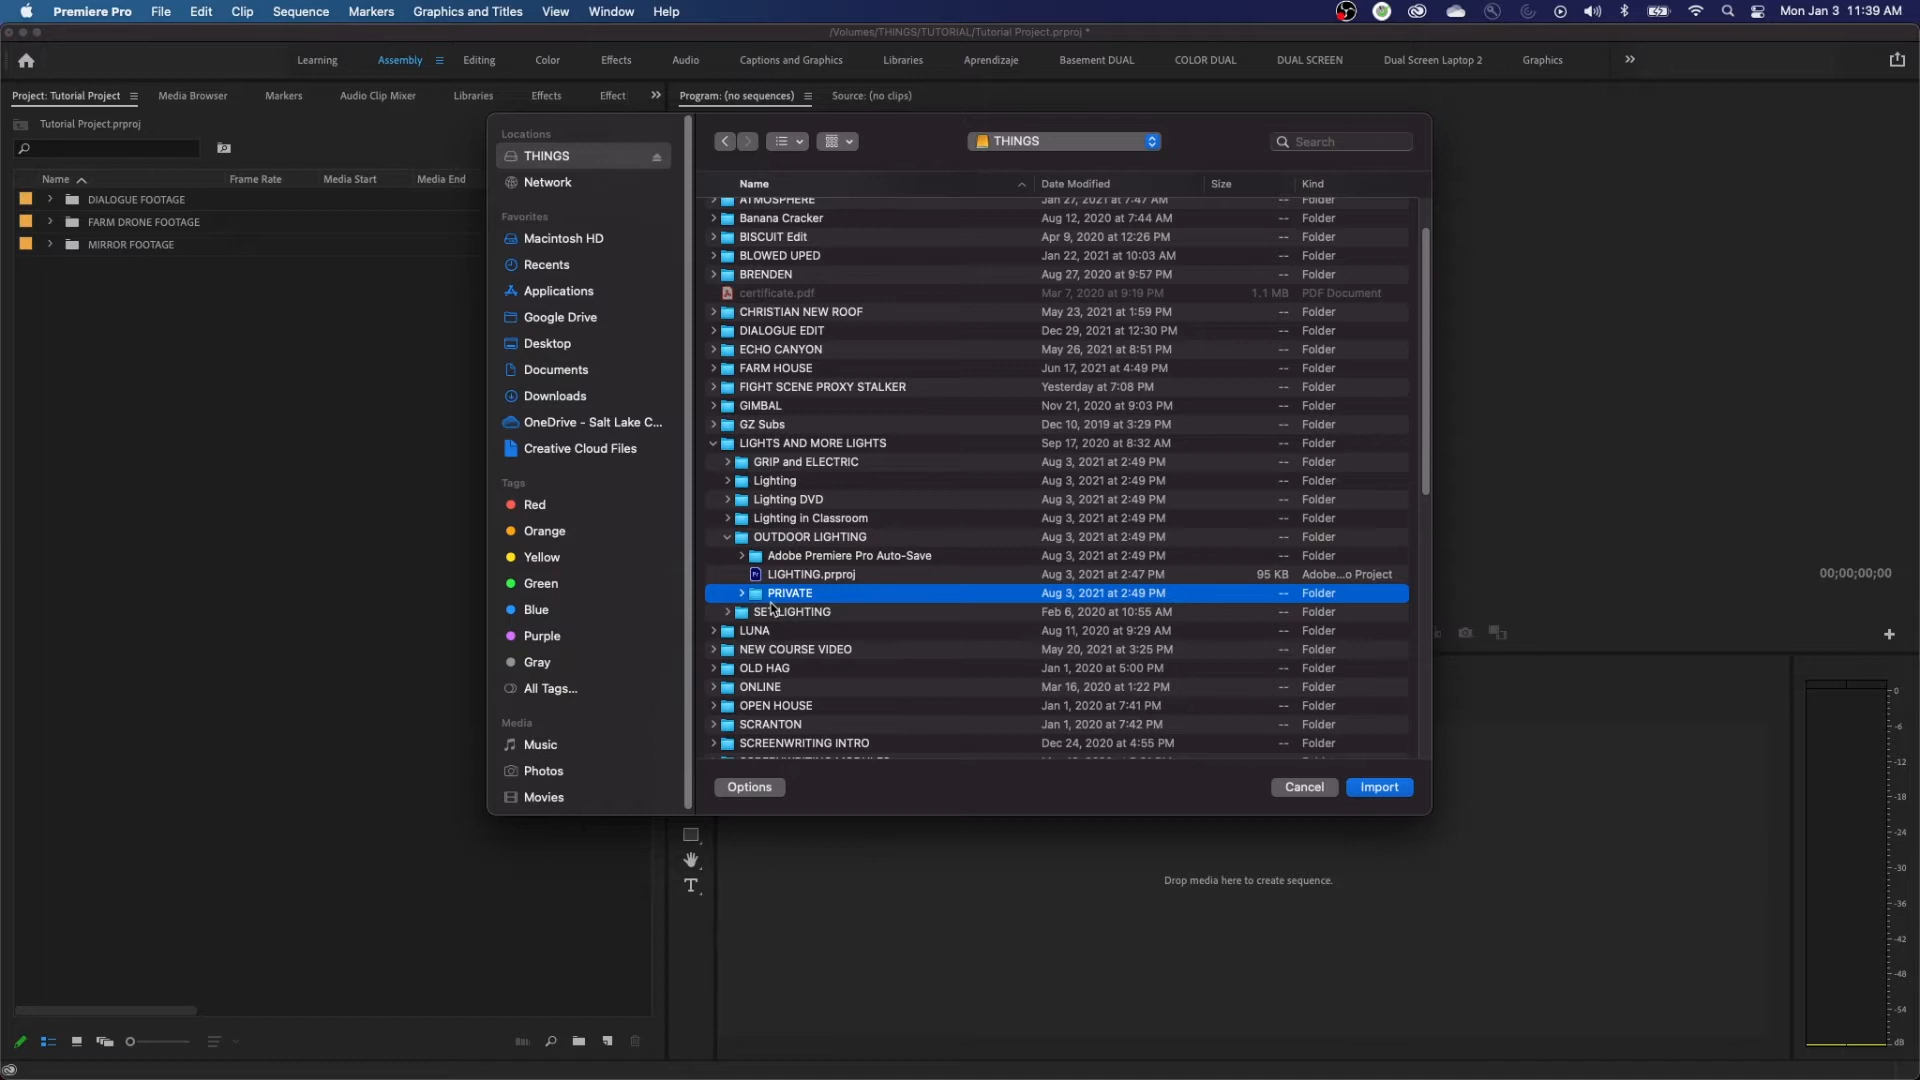 Premiere Pro File Edit Clip Sequence Markers Graphics and Titles View Window Help Mon Jan 3 11:39 AM
/Volumes/THINGS/TUTORIAL/Tutorial Project.prproj *
Learning Assembly Editing Color Effects Audio Captions and Graphics Libraries Aprendizaje Basement DUAL COLOR DUAL DUAL SCREEN Dual Screen Laptop 2 Graphics
Project: Tutorial Project Media Browser Markers Audio Clip Mixer Libraries Effects Effect Program: (no sequences) Source: (no clips)
Tutorial Project.prproj
Name Frame Rate Media Start Media End
DIALOGUE FOOTAGE
FARM DRONE FOOTAGE
MIRROR FOOTAGE
Locations
THINGS
Network
Favorites
Macintosh HD
Recents
Applications
Google Drive
Desktop
Documents
Downloads
OneDrive - Salt Lake C...
Creative Cloud Files
Tags
Red
Orange
Yellow
Green
Blue
Purple
Gray
All Tags...
Media
Music
Photos
Movies
THINGS Search
Name Date Modified Size Kind
ATMOSPHERE Jan 27, 2021 at 7:47 AM -- Folder
Banana Cracker Aug 12, 2020 at 7:44 AM -- Folder
BISCUIT Edit Apr 9, 2020 at 12:26 PM -- Folder
BLOWED UPED Jan 22, 2021 at 10:03 AM -- Folder
BRENDEN Aug 27, 2020 at 9:57 PM -- Folder
certificate.pdf Mar 7, 2020 at 9:19 PM 1.1 MB PDF Document
CHRISTIAN NEW ROOF May 23, 2021 at 1:59 PM -- Folder
DIALOGUE EDIT Dec 29, 2021 at 12:30 PM -- Folder
ECHO CANYON May 26, 2021 at 8:51 PM -- Folder
FARM HOUSE Jun 17, 2021 at 4:49 PM -- Folder
FIGHT SCENE PROXY STALKER Yesterday at 7:08 PM -- Folder
GIMBAL Nov 21, 2020 at 9:03 PM -- Folder
GZ Subs Dec 10, 2019 at 3:29 PM -- Folder
LIGHTS AND MORE LIGHTS Sep 17, 2020 at 8:32 AM -- Folder
GRIP and ELECTRIC Aug 3, 2021 at 2:49 PM -- Folder
Lighting Aug 3, 2021 at 2:49 PM -- Folder
Lighting DVD Aug 3, 2021 at 2:49 PM -- Folder
Lighting in Classroom Aug 3, 2021 at 2:49 PM -- Folder
OUTDOOR LIGHTING Aug 3, 2021 at 2:49 PM -- Folder
Adobe Premiere Pro Auto-Save Aug 3, 2021 at 2:49 PM -- Folder
LIGHTING.prproj Aug 3, 2021 at 2:47 PM 95 KB Adobe...o Project
PRIVATE Aug 3, 2021 at 2:49 PM -- Folder
SET LIGHTING Feb 6, 2020 at 10:55 AM -- Folder
LUNA Aug 11, 2020 at 9:29 AM -- Folder
NEW COURSE VIDEO May 20, 2021 at 3:25 PM -- Folder
OLD HAG Jan 1, 2020 at 5:00 PM -- Folder
ONLINE Mar 16, 2020 at 1:22 PM -- Folder
OPEN HOUSE Jan 1, 2020 at 7:41 PM -- Folder
SCRANTON Jan 1, 2020 at 7:42 PM -- Folder
SCREENWRITING INTRO Dec 24, 2020 at 4:55 PM -- Folder
Options Cancel Import
00;00;00;00
Drop media here to create sequence.
0
-6
-12
-18
-24
-30
-36
-42
-48
-54
dB